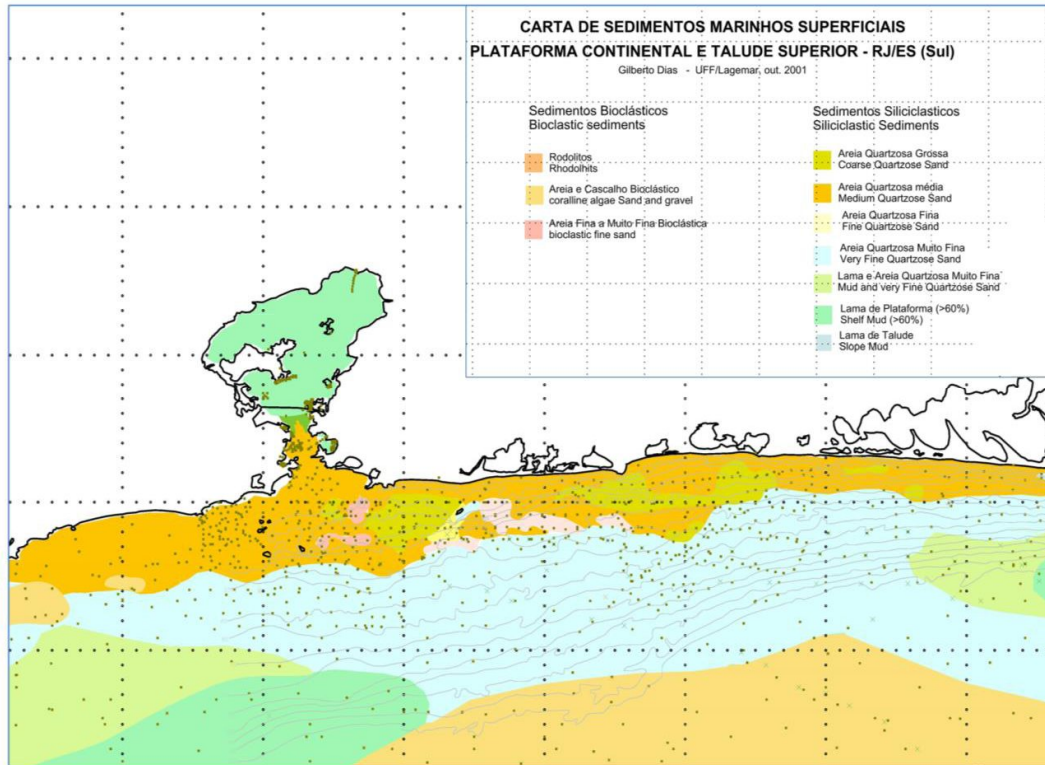 CARTA DE SEDIMENTOS MARINHOS SUPERFICIAIS
PLATAFORMA CONTINENTAL E TALUDE SUPERIOR - RJ/ES (Sul)
Gilberto Dias - UFF/Lagemar, out. 2001
Sedimentos Bioclásticos
Bioclastic sediments
Rodolitos
Rhodolhits
Areia e Cascalho Bioclástico
coralline algae Sand and gravel
Areia Fina a Muito Fina Bioclástica
bioclastic fine sand
Sedimentos Siliciclasticos
Siliciclastic Sediments
Areia Quartzosa Grossa
Coarse Quartzose Sand
Areia Quartzosa média
Medium Quartzose Sand
Areia Quartzosa Fina
Fine Quartzose Sand
Areia Quartzosa Muito Fina
Very Fine Quartzose Sand
Lama e Areia Quartzosa Muito Fina
Mud and very Fine Quartzose Sand
Lama de Plataforma (>60%)
Shelf Mud (>60%)
Lama de Talude
Slope Mud